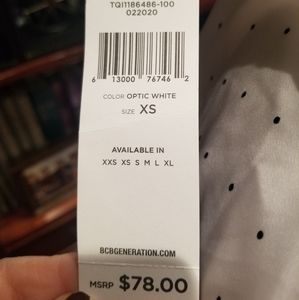 TQI1186486-100
022020
6 13000 76746 2
COLOR OPTIC WHITE
SIZE XS
AVAILABLE IN
XXS XS S M L XL
BCBGENERATION.COM
MSRP $78.00